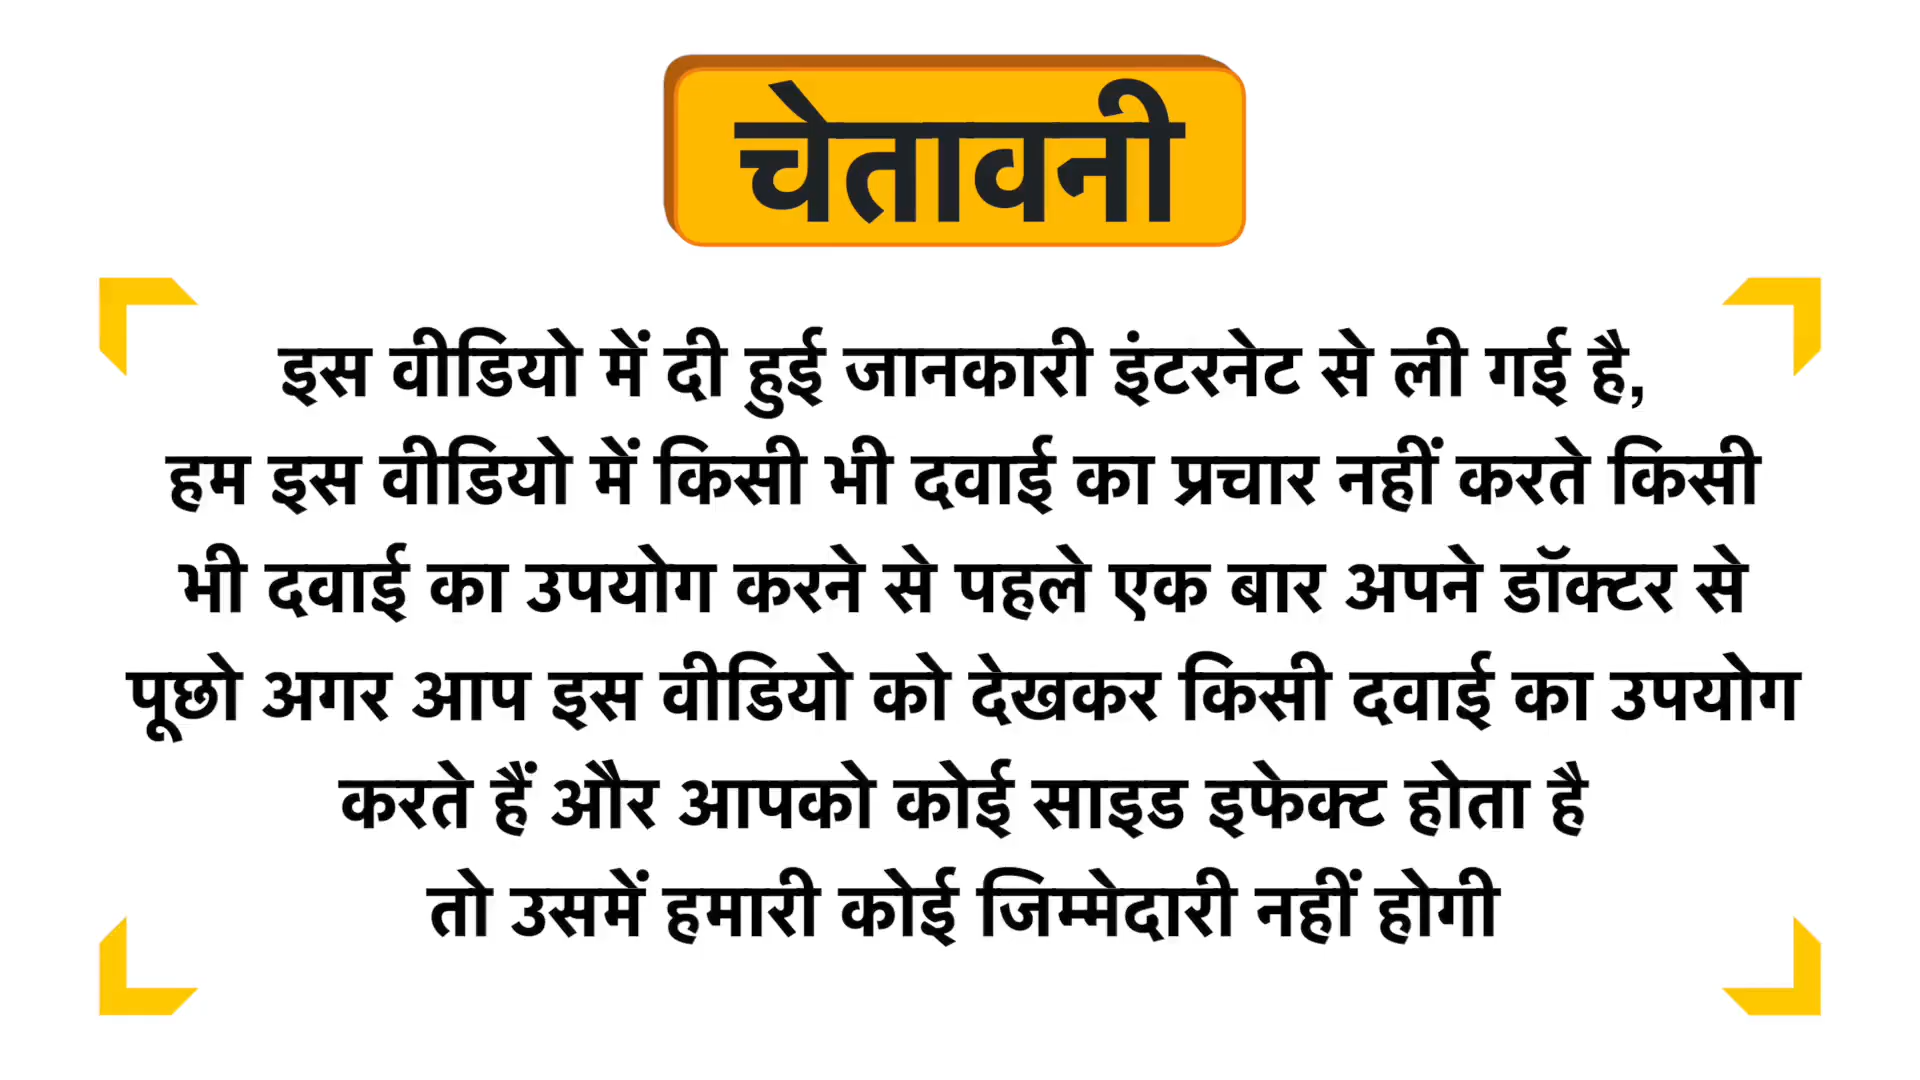 चेतावनी
इस वीडियो में दी हुई जानकारी इंटरनेट से ली गई है,
हम इस वीडियो में किसी भी दवाई का प्रचार नहीं करते किसी
भी दवाई का उपयोग करने से पहले एक बार अपने डॉक्टर से
पूछो अगर आप इस वीडियो को देखकर किसी दवाई का उपयोग
करते हैं और आपको कोई साइड इफेक्ट होता है
तो उसमें हमारी कोई जिम्मेदारी नहीं होगी